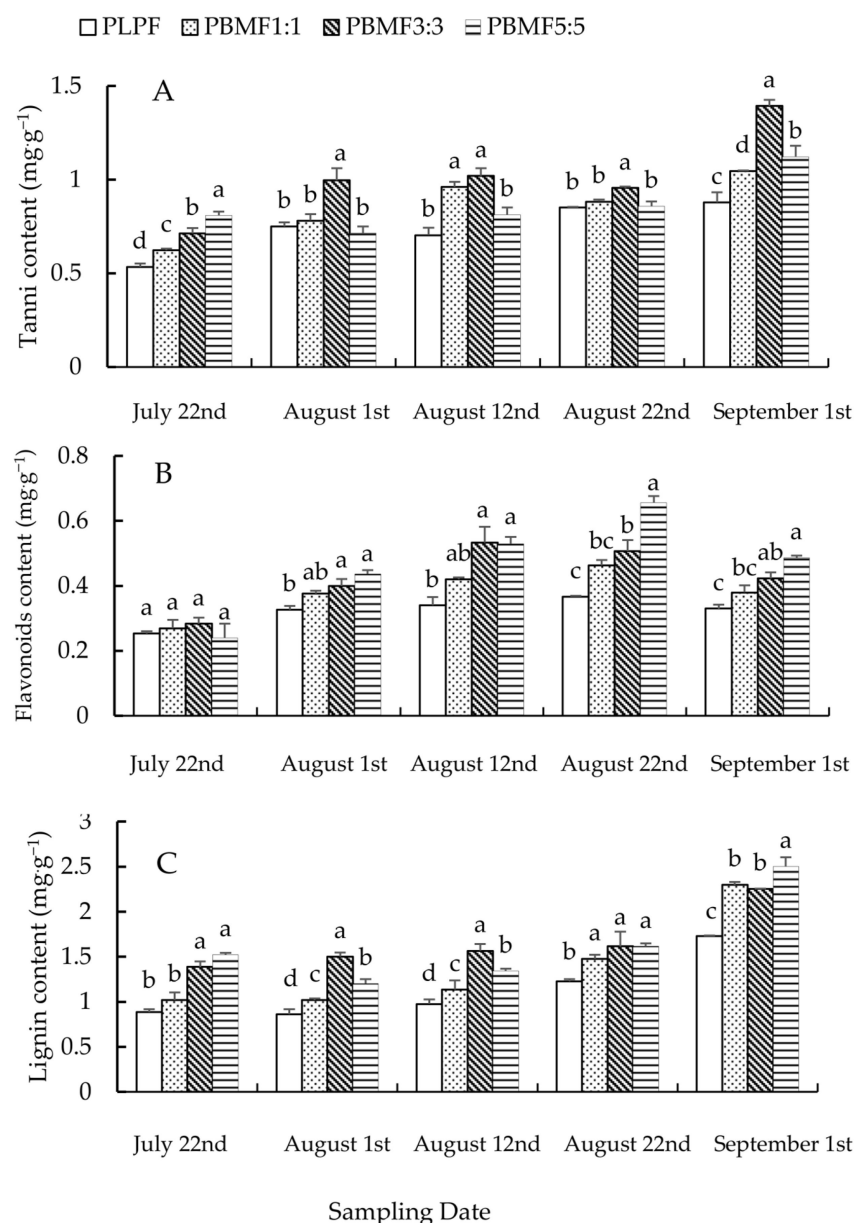 PLPF PBMF1:1 PBMF3:3 PBMF5:5
A
Tanni content (mg·g⁻¹)
1.5
1
0.5
0
d c b a
b b a b
b a a b
b b a b
c d a b
July 22nd August 1st August 12nd August 22nd September 1st
B
Flavonoids content (mg·g⁻¹)
0.8
0.6
0.4
0.2
0
a a a a
b ab a a
b ab a a
c bc b a
c bc ab a
July 22nd August 1st August 12nd August 22nd September 1st
C
Lignin content (mg·g⁻¹)
3
2.5
2
1.5
1
0.5
0
b b a a
d c a b
d c a b
b a a a
c b b a
July 22nd August 1st August 12nd August 22nd September 1st
Sampling Date